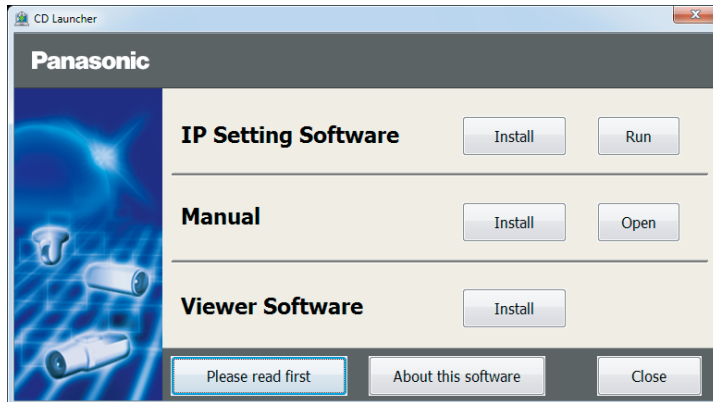 CD Launcher
Panasonic
IP Setting Software Install Run
Manual Install Open
Viewer Software Install
Please read first About this software Close